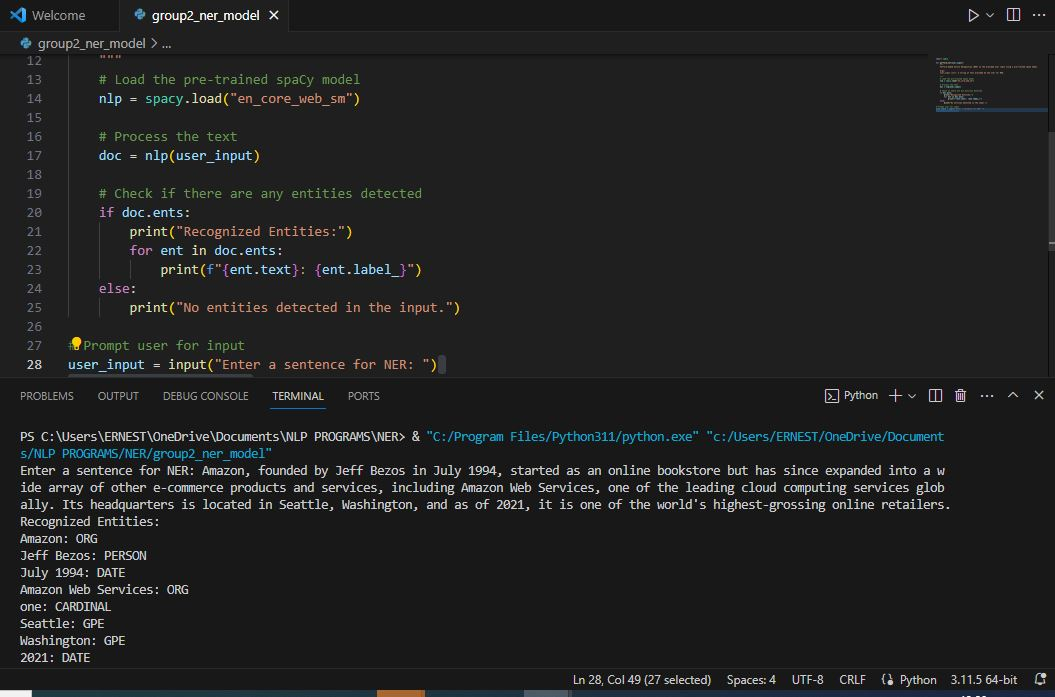 Welcome
group2_ner_model
group2_ner_model > ...
12 """
13 # Load the pre-trained spaCy model
14 nlp = spacy.load("en_core_web_sm")
15
16 # Process the text
17 doc = nlp(user_input)
18
19 # Check if there are any entities detected
20 if doc.ents:
21 print("Recognized Entities:")
22 for ent in doc.ents:
23 print(f"{ent.text}: {ent.label_}")
24 else:
25 print("No entities detected in the input.")
26
27 # Prompt user for input
28 user_input = input("Enter a sentence for NER: ")
PROBLEMS OUTPUT DEBUG CONSOLE TERMINAL PORTS
Python
PS C:\Users\ERNEST\OneDrive\Documents\NLP PROGRAMS\NER> & "C:/Program Files/Python311/python.exe" "c:/Users/ERNEST/OneDrive/Document
s/NLP PROGRAMS/NER/group2_ner_model"
Enter a sentence for NER: Amazon, founded by Jeff Bezos in July 1994, started as an online bookstore but has since expanded into a w
ide array of other e-commerce products and services, including Amazon Web Services, one of the leading cloud computing services glob
ally. Its headquarters is located in Seattle, Washington, and as of 2021, it is one of the world's highest-grossing online retailers.
Recognized Entities:
Amazon: ORG
Jeff Bezos: PERSON
July 1994: DATE
Amazon Web Services: ORG
one: CARDINAL
Seattle: GPE
Washington: GPE
2021: DATE
Ln 28, Col 49 (27 selected) Spaces: 4 UTF-8 CRLF Python 3.11.5 64-bit